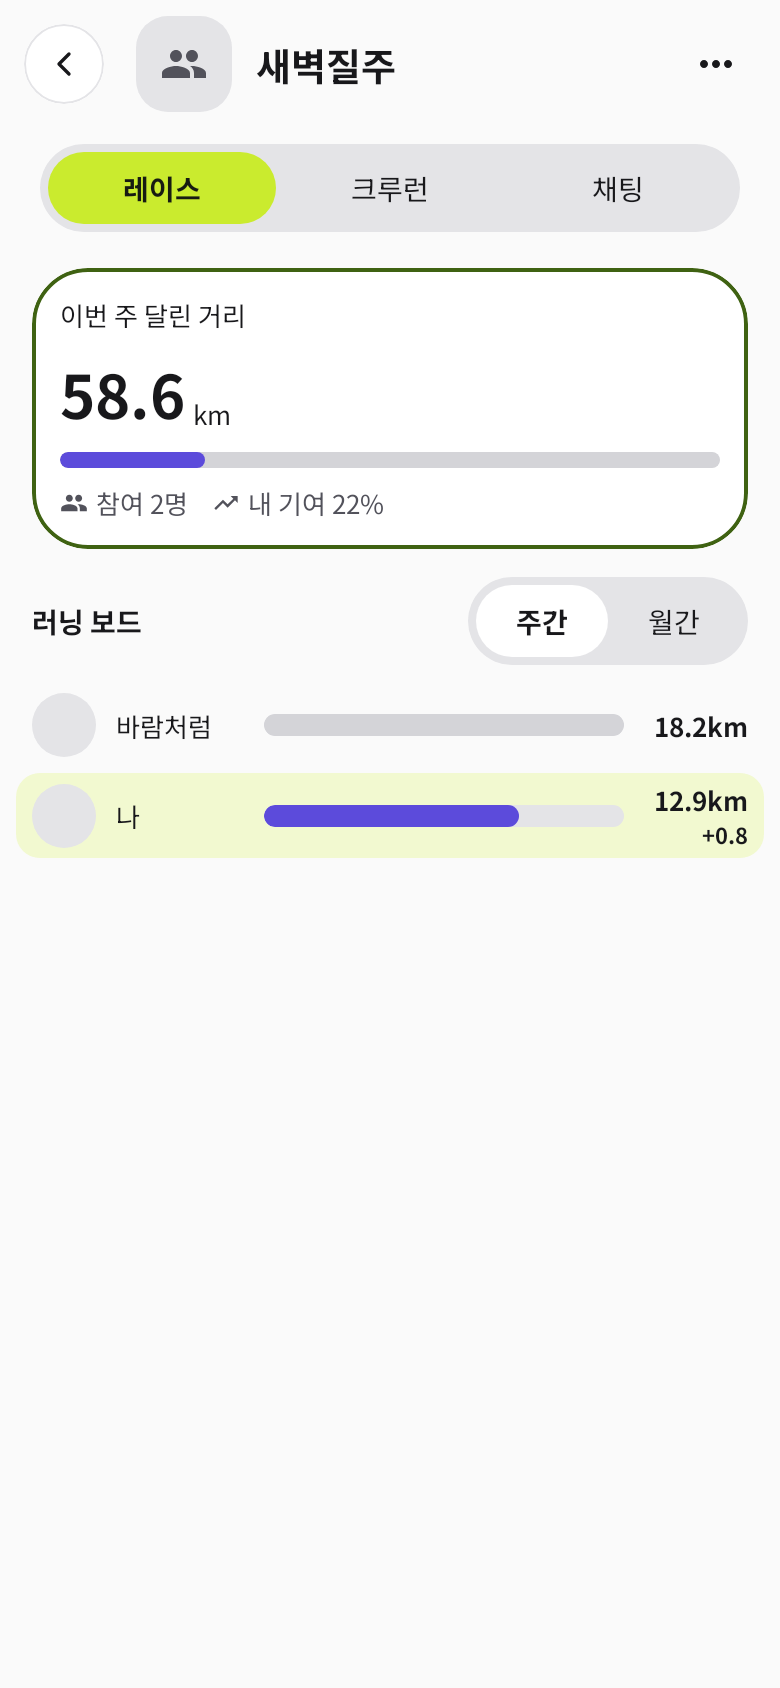 새벽질주
레이스
크루런
채팅
이번 주 달린 거리
58.6 km
참여 2명 내 기여 22%
러닝 보드
주간
월간
바람처럼 18.2km
나 12.9km
+0.8